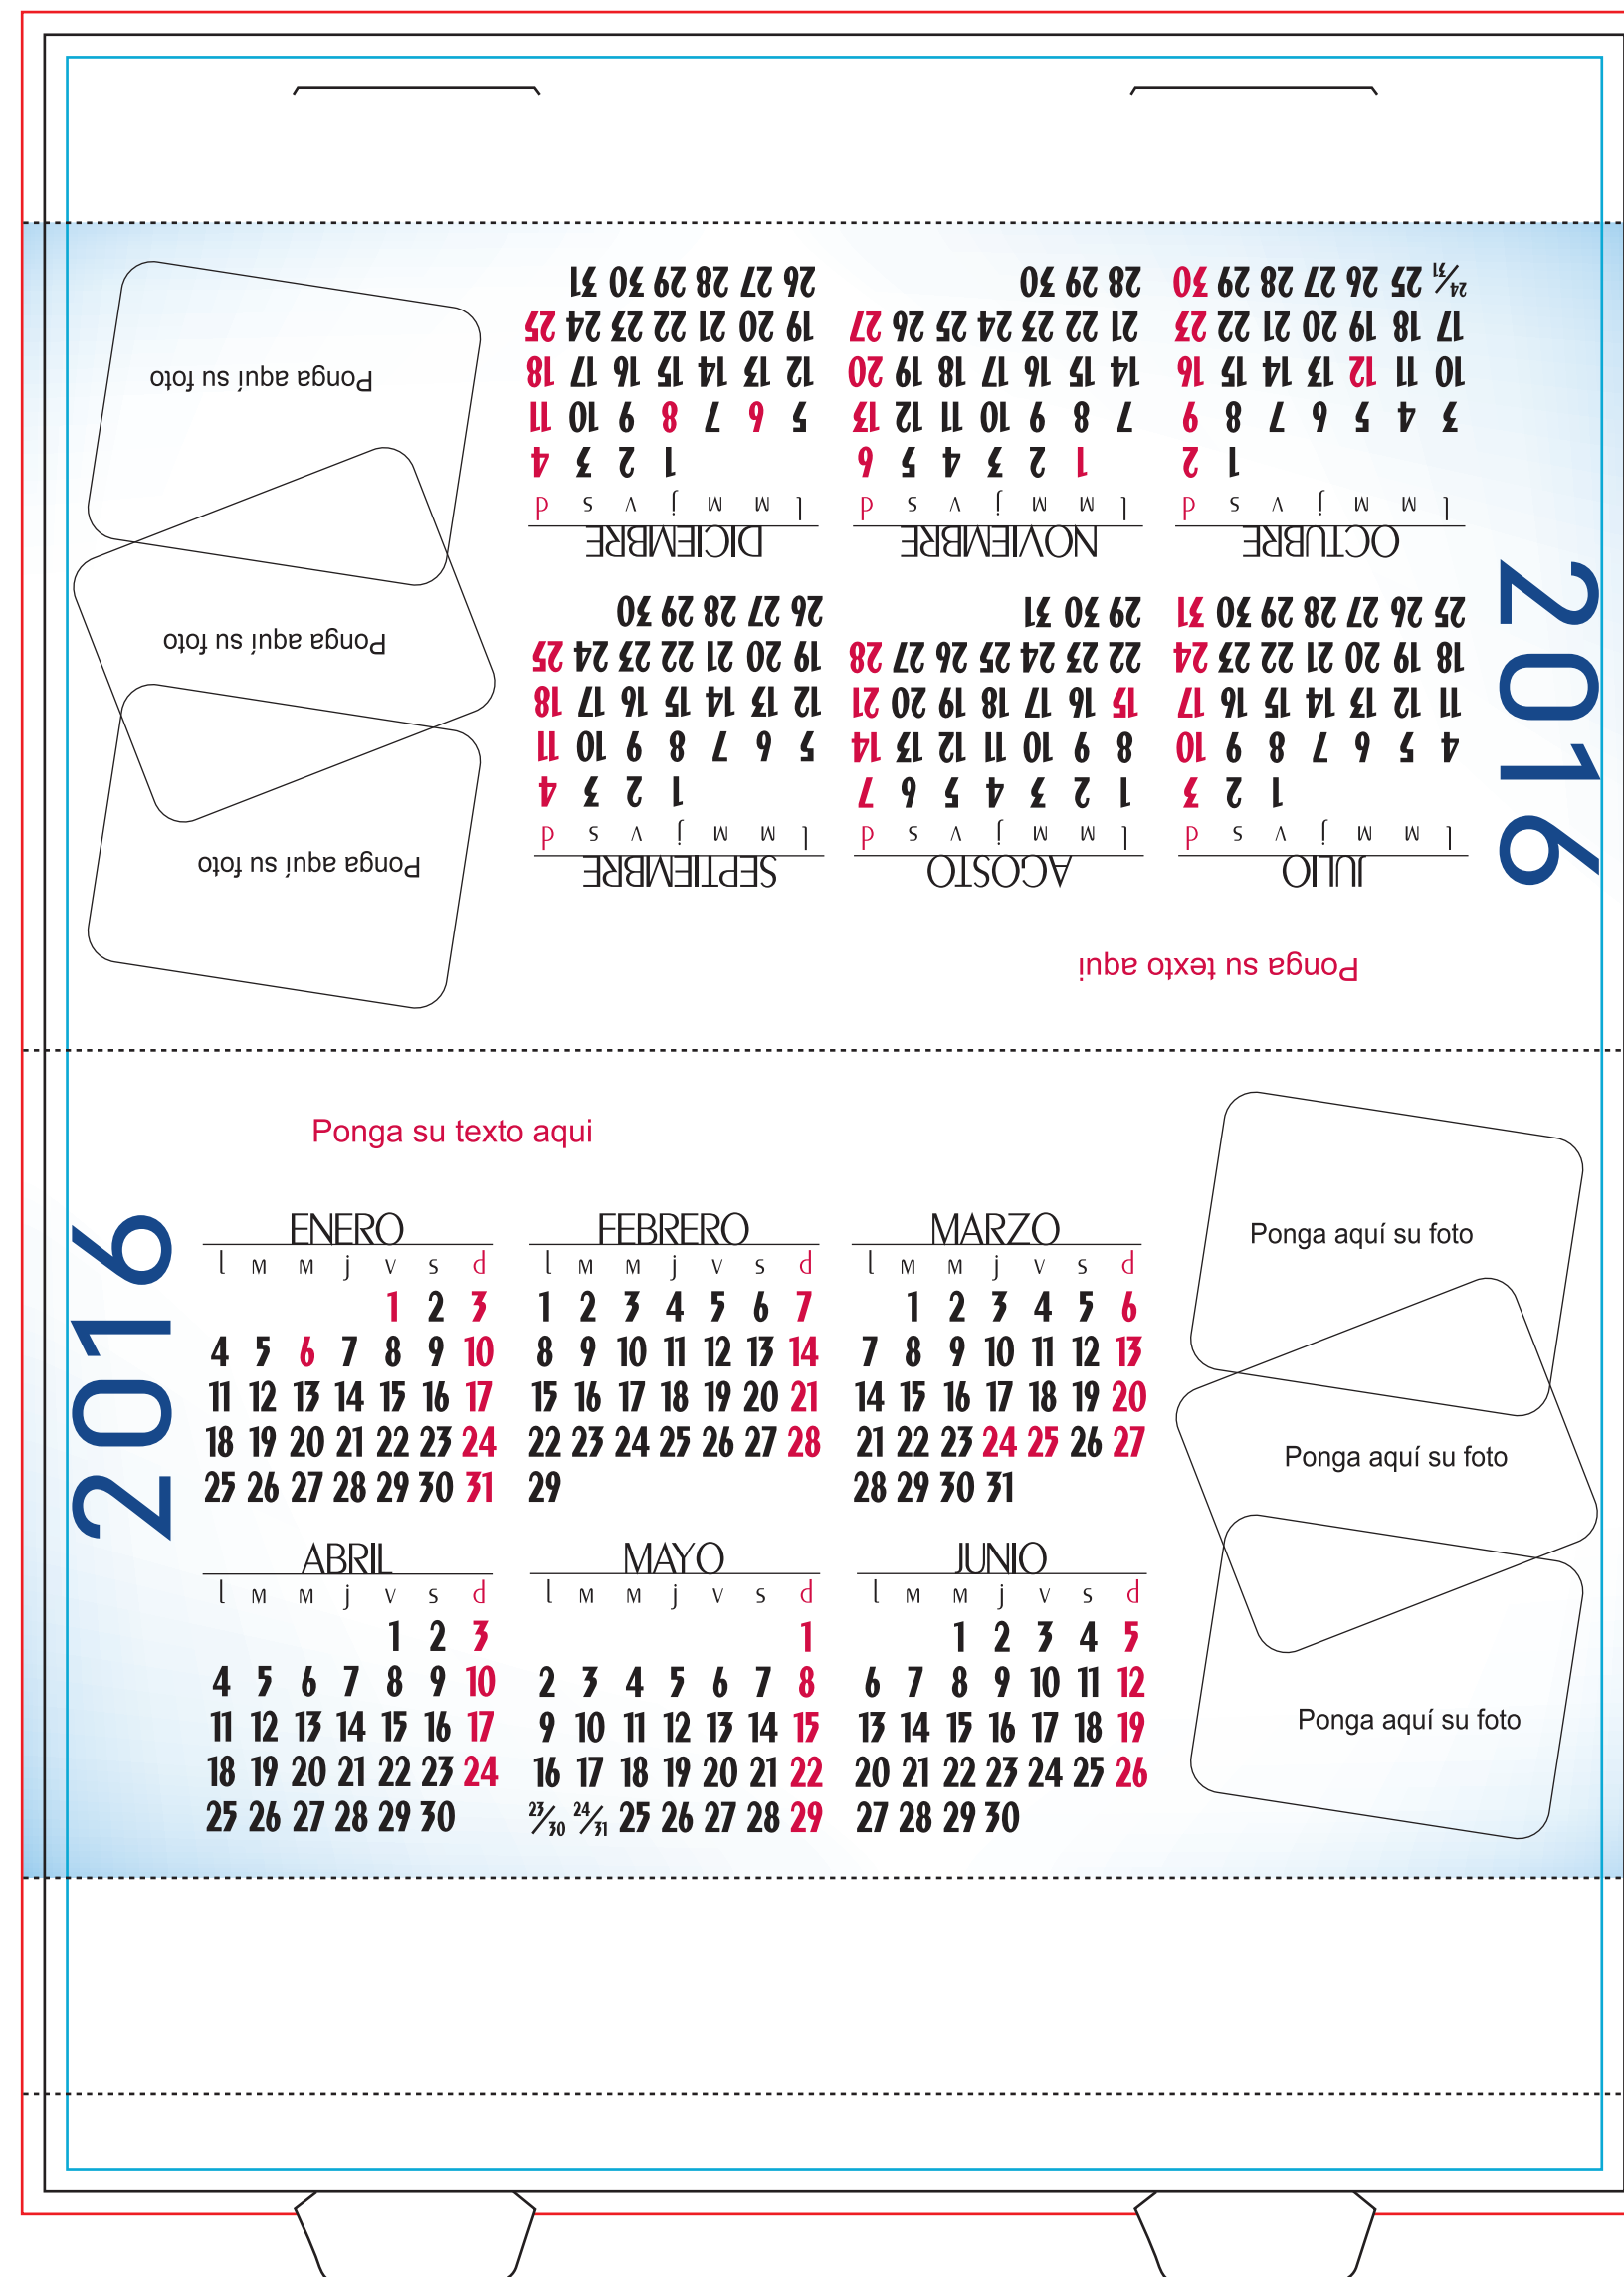 Ponga su texto aqui
2016
JULIO AGOSTO SEPTIEMBRE
l M M j v s d l M M j v s d l M M j v s d
1 2 3 1 2 3 4 5 6 7 1 2 3 4
4 5 6 7 8 9 10 8 9 10 11 12 13 14 5 6 7 8 9 10 11
11 12 13 14 15 16 17 15 16 17 18 19 20 21 12 13 14 15 16 17 18
18 19 20 21 22 23 24 22 23 24 25 26 27 28 19 20 21 22 23 24 25
25 26 27 28 29 30 31 29 30 31 26 27 28 29 30
OCTUBRE NOVIEMBRE DICIEMBRE
l M M j v s d l M M j v s d l M M j v s d
1 2 1 2 3 4 5 6 1 2 3 4
3 4 5 6 7 8 9 7 8 9 10 11 12 13 5 6 7 8 9 10 11
10 11 12 13 14 15 16 14 15 16 17 18 19 20 12 13 14 15 16 17 18
17 18 19 20 21 22 23 21 22 23 24 25 26 27 19 20 21 22 23 24 25
24/31 25 26 27 28 29 30 28 29 30 26 27 28 29 30 31
Ponga aquí su foto
Ponga aquí su foto
Ponga aquí su foto
Ponga su texto aqui
2016
ENERO FEBRERO MARZO
l M M j v s d l M M j v s d l M M j v s d
1 2 3 1 2 3 4 5 6 7 1 2 3 4 5 6
4 5 6 7 8 9 10 8 9 10 11 12 13 14 7 8 9 10 11 12 13
11 12 13 14 15 16 17 15 16 17 18 19 20 21 14 15 16 17 18 19 20
18 19 20 21 22 23 24 22 23 24 25 26 27 28 21 22 23 24 25 26 27
25 26 27 28 29 30 31 29 28 29 30 31
ABRIL MAYO JUNIO
l M M j v s d l M M j v s d l M M j v s d
1 2 3 1 1 2 3 4 5
4 5 6 7 8 9 10 2 3 4 5 6 7 8 6 7 8 9 10 11 12
11 12 13 14 15 16 17 9 10 11 12 13 14 15 13 14 15 16 17 18 19
18 19 20 21 22 23 24 16 17 18 19 20 21 22 20 21 22 23 24 25 26
25 26 27 28 29 30 23/30 24/31 25 26 27 28 29 27 28 29 30
Ponga aquí su foto
Ponga aquí su foto
Ponga aquí su foto